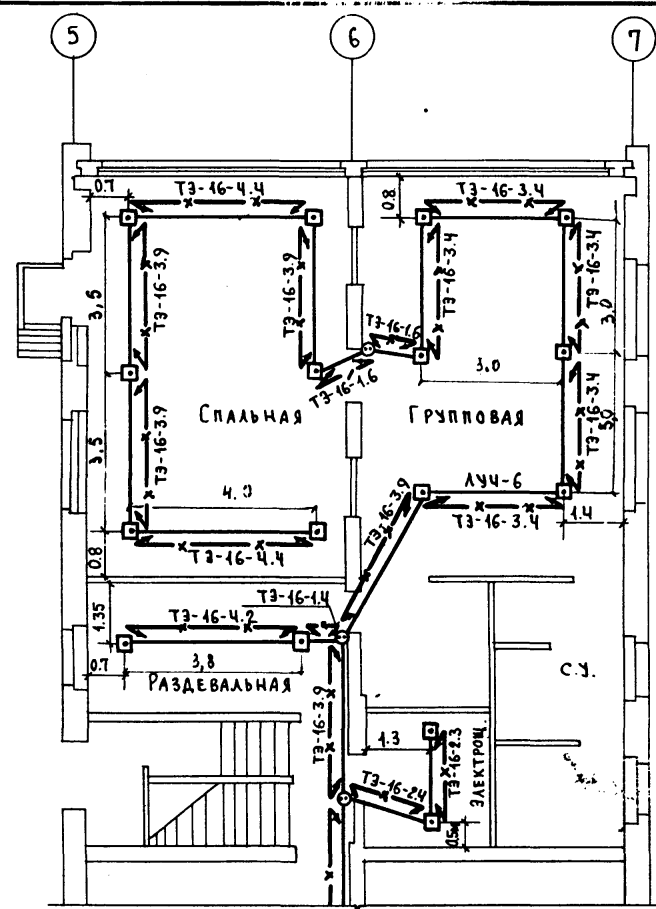 5 6 7
0.7
ТЭ-16-4.4
0.8
ТЭ-16-3.4
3,5
ТЭ-16-3.9
ТЭ-16-3.9
ТЭ-16-3.4
ТЭ-16-3.4
3.0
ТЭ-16-1.6
ТЭ-16-1.6
3.0
СПАЛЬНАЯ
ГРУППОВАЯ
3,5
ТЭ-16-3.9
ТЭ-16-3.4
3,0
4.0
ТЭ-16-3.9
ЛУЧ-6
ТЭ-16-3.4
1.4
ТЭ-16-4.4
0.8
ТЭ-16-1.4
1.35
ТЭ-16-4.2
0.7
3,8
РАЗДЕВАЛЬНАЯ
С.У.
ТЭ-16-3.9
1.3
ТЭ-16-2.3
ЭЛЕКТРОЩ.
ТЭ-16-2.4